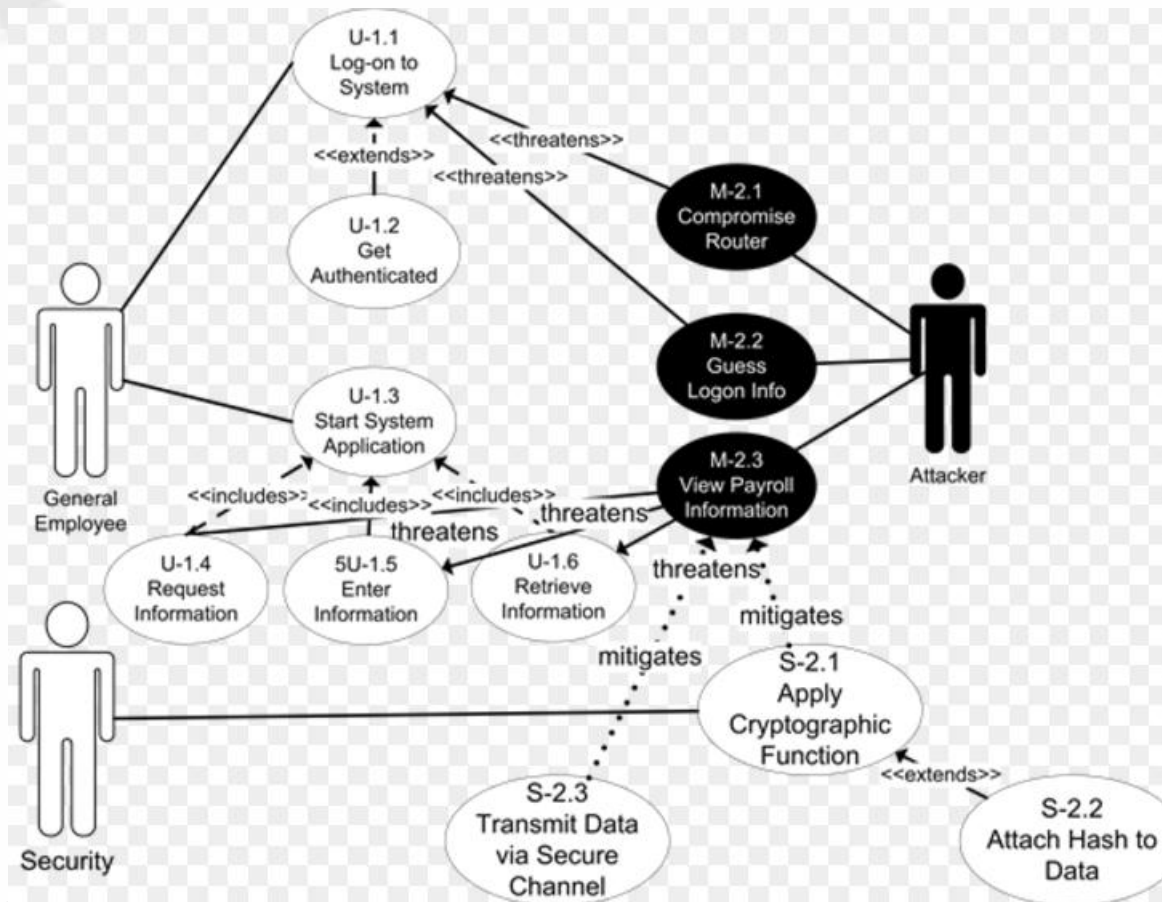 U-1.1
Log-on to
System
<<threatens>>
<<extends>>
<<threatens>>
M-2.1
Compromise
Router
U-1.2
Get
Authenticated
M-2.2
Guess
Logon Info
U-1.3
Start System
Application
M-2.3
View Payroll
Information
Attacker
General
Employee
<<includes>>
<<includes>>
<<includes>>
threatens
threatens
threatens
U-1.4
Request
Information
5U-1.5
Enter
Information
U-1.6
Retrieve
Information
mitigates
mitigates
S-2.1
Apply
Cryptographic
Function
<<extends>>
S-2.3
Transmit Data
via Secure
Channel
S-2.2
Attach Hash to
Data
Security